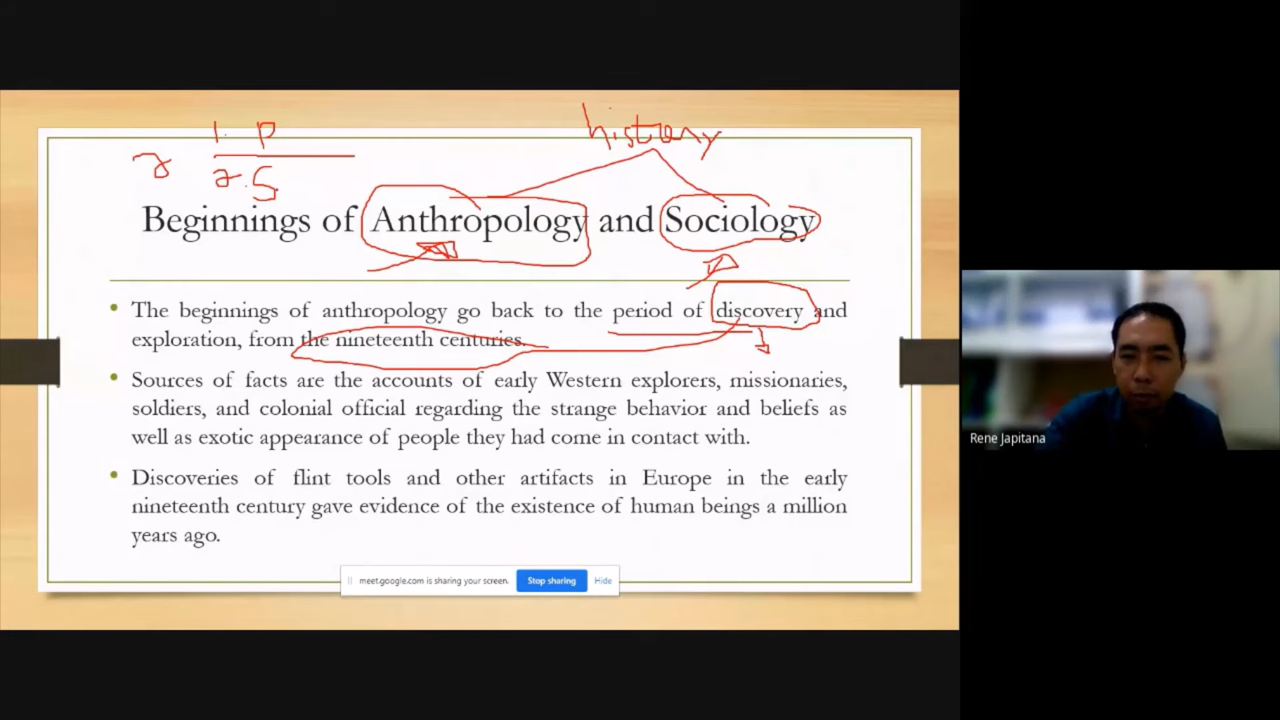 history
1. P
2 2. S.
Beginnings of Anthropology and Sociology
The beginnings of anthropology go back to the period of discovery and
exploration, from the nineteenth centuries.
Sources of facts are the accounts of early Western explorers, missionaries,
soldiers, and colonial official regarding the strange behavior and beliefs as
well as exotic appearance of people they had come in contact with.
Discoveries of flint tools and other artifacts in Europe in the early
nineteenth century gave evidence of the existence of human beings a million
years ago.
meet.google.com is sharing your screen. Stop sharing Hide
Rene Japitana